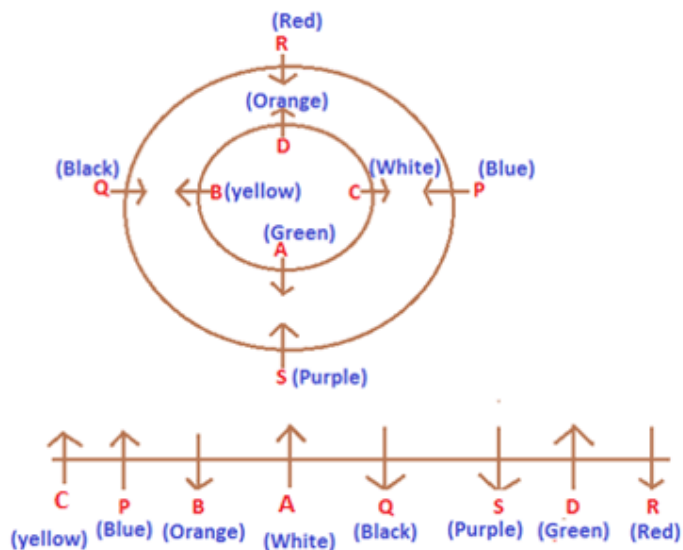 (Red)
R
(Orange)
D
(Black) (White) (Blue)
Q B (yellow) C P
(Green)
A
S (Purple)
C P B A Q S D R
(yellow) (Blue) (Orange) (White) (Black) (Purple) (Green) (Red)